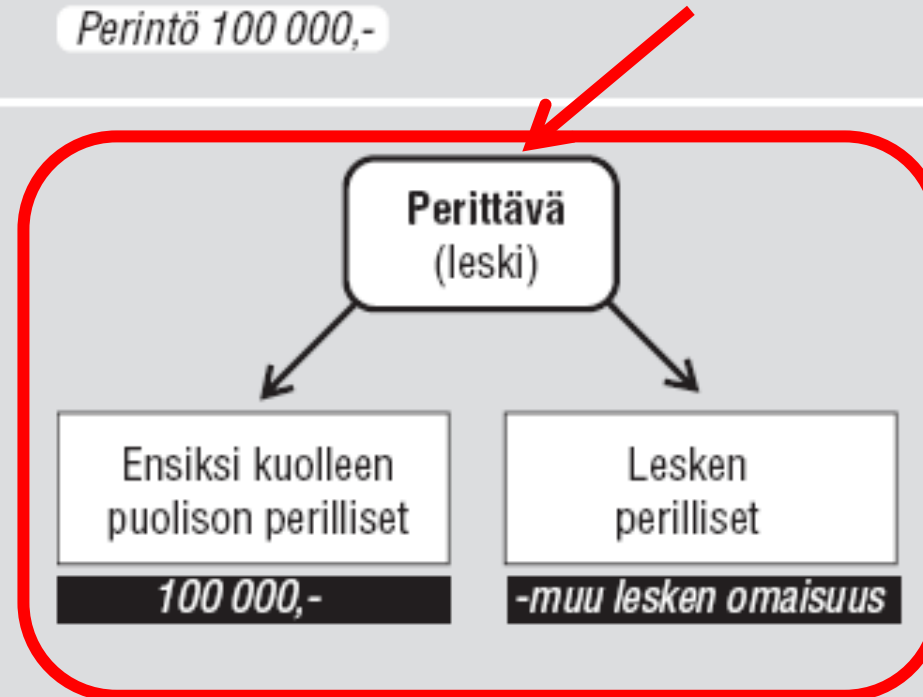 Perintö 100 000,-
Perittävä
(leski)
Ensiksi kuolleen
puolison perilliset
Lesken
perilliset
100 000,-
-muu lesken omaisuus